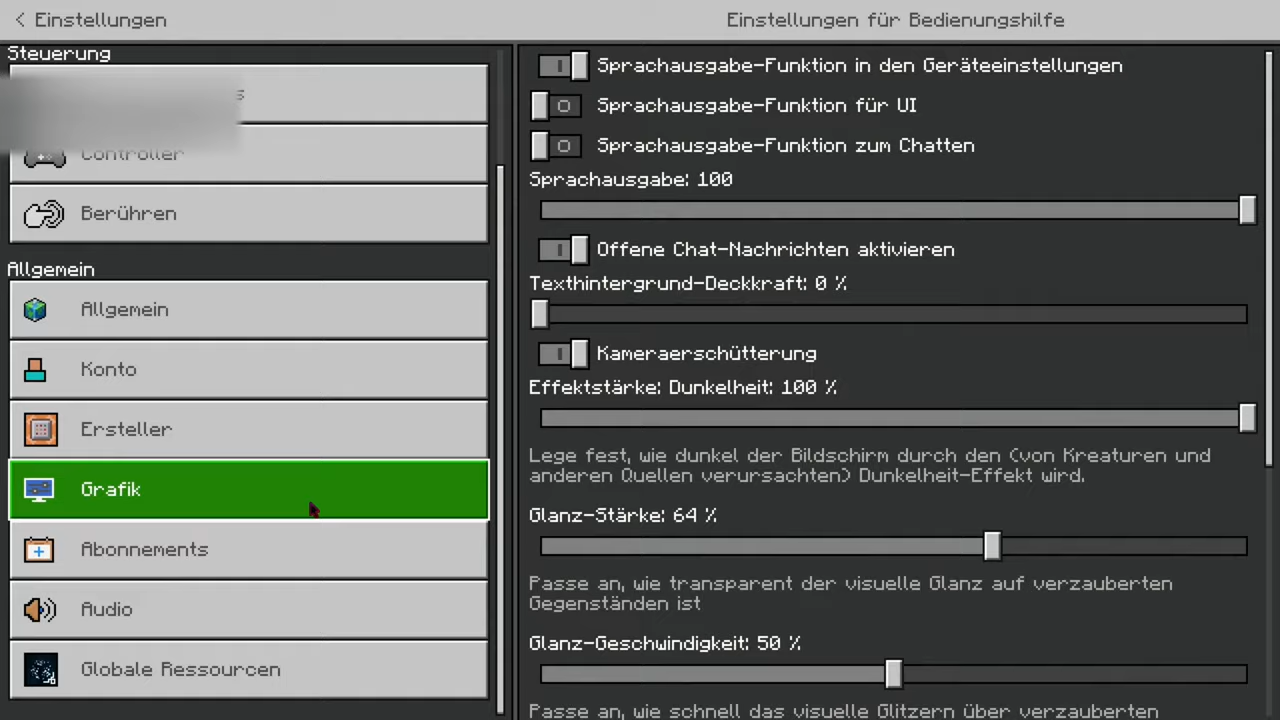 Einstellungen
Einstellungen für Bedienungshilfe
Steuerung
s
Controller
Berühren
Allgemein
Allgemein
Konto
Ersteller
Grafik
Abonnements
Audio
Globale Ressourcen
Sprachausgabe-Funktion in den Geräteeinstellungen
Sprachausgabe-Funktion für UI
Sprachausgabe-Funktion zum Chatten
Sprachausgabe: 100
Offene Chat-Nachrichten aktivieren
Texthintergrund-Deckkraft: 0 %
Kameraerschütterung
Effektstärke: Dunkelheit: 100 %
Lege fest, wie dunkel der Bildschirm durch den (von Kreaturen und
anderen Quellen verursachten) Dunkelheit-Effekt wird.
Glanz-Stärke: 64 %
Passe an, wie transparent der visuelle Glanz auf verzauberten
Gegenständen ist
Glanz-Geschwindigkeit: 50 %
Passe an, wie schnell das visuelle Glitzern über verzauberten